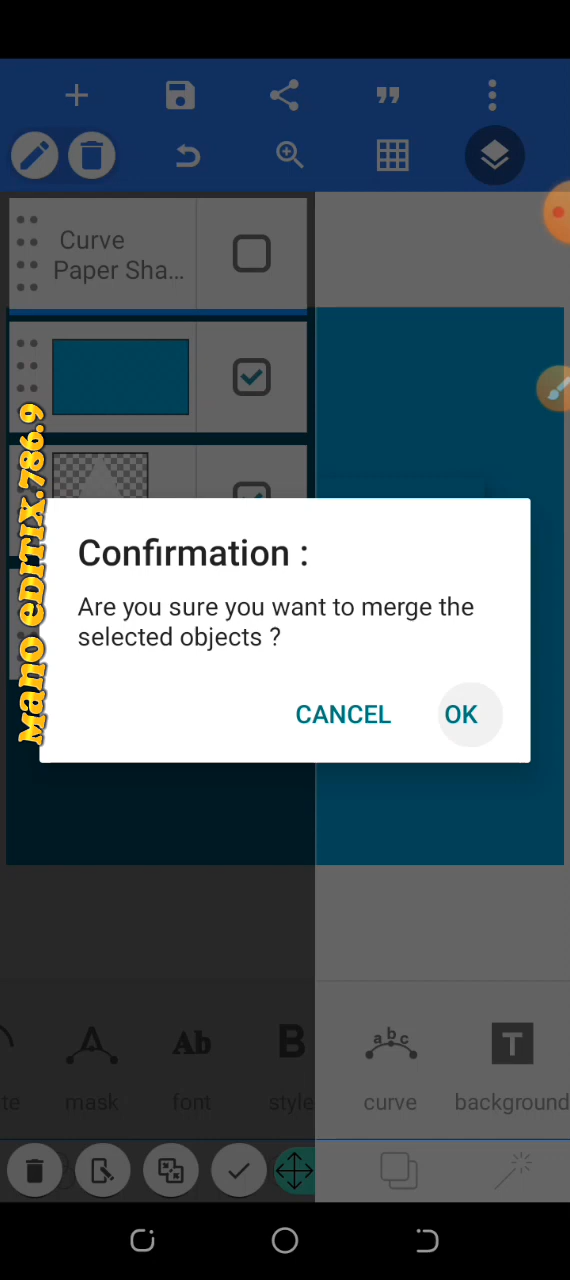 Curve
Paper Sha...
Mano eDITIX.786.9
Confirmation :
Are you sure you want to merge the
selected objects ?
CANCEL OK
mask font style curve background